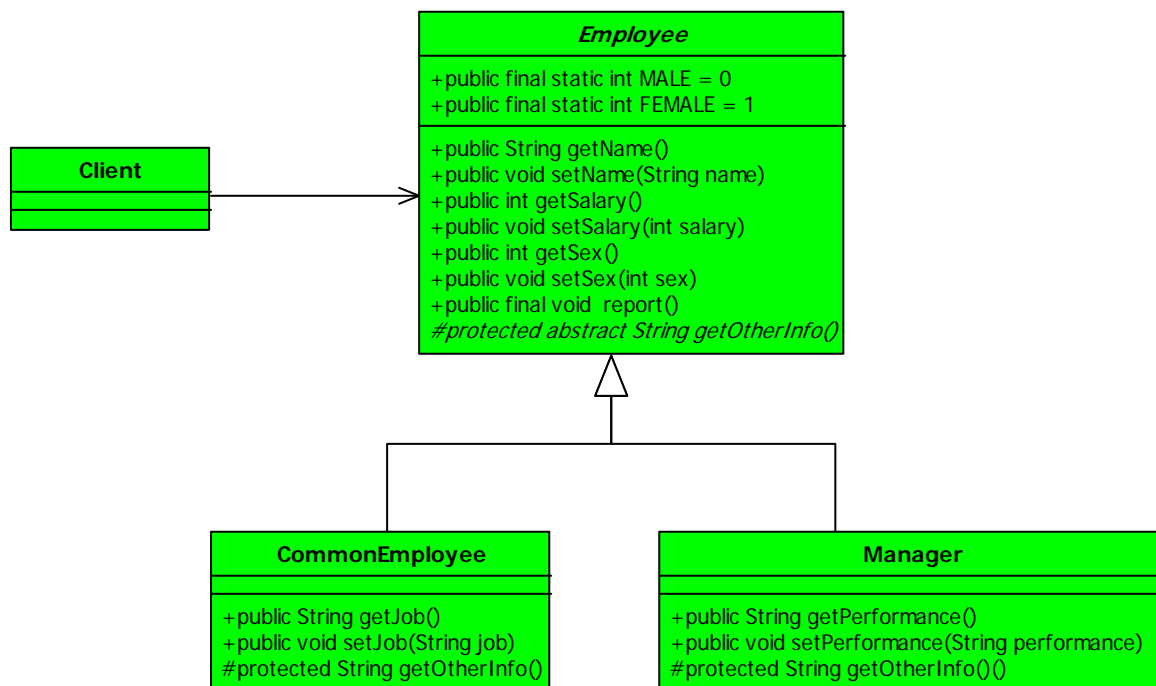 Employee
+public final static int MALE = 0
+public final static int FEMALE = 1
+public String getName()
+public void setName(String name)
+public int getSalary()
+public void setSalary(int salary)
+public int getSex()
+public void setSex(int sex)
+public final void report()
#protected abstract String getOtherInfo()
Client
CommonEmployee
+public String getJob()
+public void setJob(String job)
#protected String getOtherInfo()
Manager
+public String getPerformance()
+public void setPerformance(String performance)
#protected String getOtherInfo()()